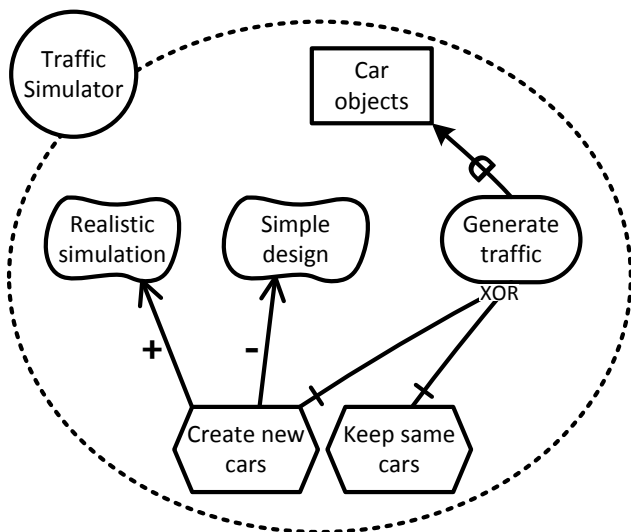 Traffic
Simulator
Car
objects
Realistic
simulation
Simple
design
Generate
traffic
XOR
+
-
Create new
cars
Keep same
cars